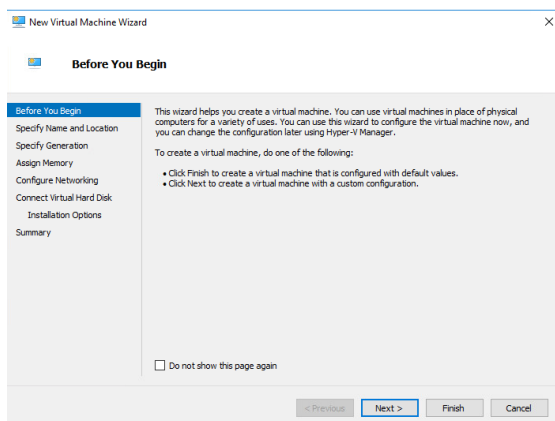 New Virtual Machine Wizard
Before You Begin
Before You Begin
Specify Name and Location
Specify Generation
Assign Memory
Configure Networking
Connect Virtual Hard Disk
Installation Options
Summary
This wizard helps you create a virtual machine. You can use virtual machines in place of physical
computers for a variety of uses. You can use this wizard to configure the virtual machine now, and
you can change the configuration later using Hyper-V Manager.
To create a virtual machine, do one of the following:
• Click Finish to create a virtual machine that is configured with default values.
• Click Next to create a virtual machine with a custom configuration.
Do not show this page again
< Previous Next > Finish Cancel